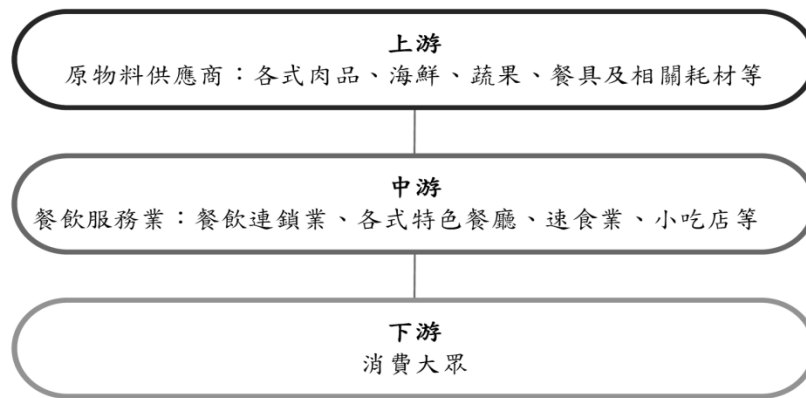 上游
原物料供應商：各式肉品、海鮮、蔬果、餐具及相關耗材等
中游
餐飲服務業：餐飲連鎖業、各式特色餐廳、速食業、小吃店等
下游
消費大眾